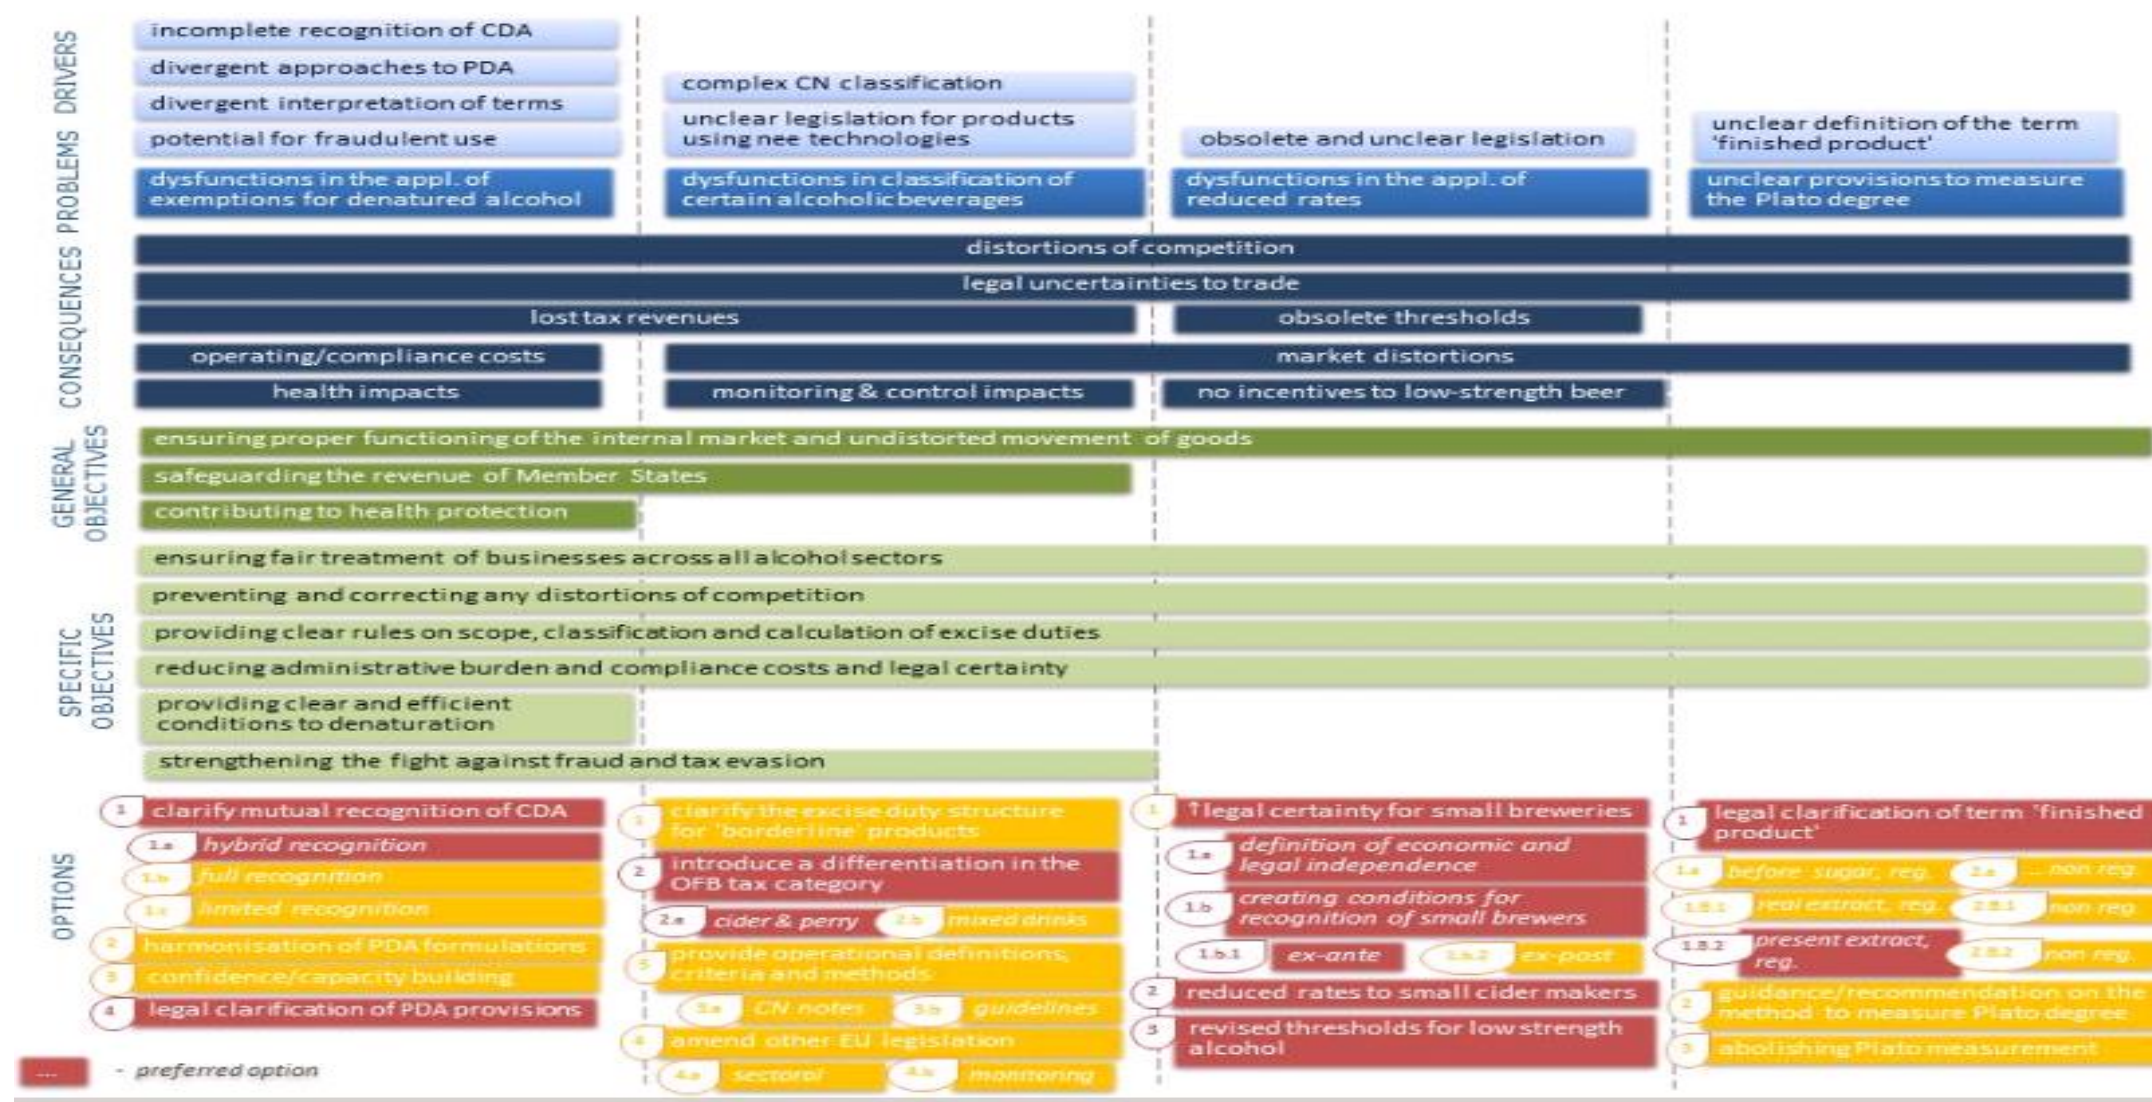 DRIVERS
incomplete recognition of CDA
divergent approaches to PDA
divergent interpretation of terms
potential for fraudulent use
complex CN classification
unclear legislation for products
using nee technologies
obsolete and unclear legislation
unclear definition of the term
'finished product'
PROBLEMS
dysfunctions in the appl. of
exemptions for denatured alcohol
dysfunctions in classification of
certain alcoholic beverages
dysfunctions in the appl. of
reduced rates
unclear provisions to measure
the Plato degree
CONSEQUENCES
distortions of competition
legal uncertainties to trade
lost tax revenues
obsolete thresholds
operating/compliance costs
market distortions
health impacts
monitoring & control impacts
no incentives to low-strength beer
GENERAL
OBJECTIVES
ensuring proper functioning of the internal market and undistorted movement of goods
safeguarding the revenue of Member States
contributing to health protection
SPECIFIC
OBJECTIVES
ensuring fair treatment of businesses across all alcohol sectors
preventing and correcting any distortions of competition
providing clear rules on scope, classification and calculation of excise duties
reducing administrative burden and compliance costs and legal certainty
providing clear and efficient
conditions to denaturation
strengthening the fight against fraud and tax evasion
OPTIONS
1 clarify mutual recognition of CDA
1.a hybrid recognition
1.b full recognition
1.c limited recognition
2 harmonisation of PDA formulations
3 confidence/capacity building
4 legal clarification of PDA provisions
1 clarify the excise duty structure
for 'borderline' products
2 introduce a differentiation in the
OFB tax category
2.a cider & perry
2.b mixed drinks
3 provide operational definitions,
criteria and methods
3.a CN notes
3.b guidelines
4 amend other EU legislation
4.a sectoral
4.b monitoring
1 ↑legal certainty for small breweries
1.a definition of economic and
legal independence
1.b creating conditions for
recognition of small brewers
1.b.1 ex-ante
1.b.2 ex-post
2 reduced rates to small cider makers
3 revised thresholds for low strength
alcohol
1 legal clarification of term 'finished
product'
1.a before sugar, reg.
2.a ... non reg.
1.B.1 real extract, reg.
2.B.1 non reg.
1.B.2 present extract,
reg.
2.B.2 non reg.
2 guidance/recommendation on the
method to measure Plato degree
3 abolishing Plato measurement
... - preferred option